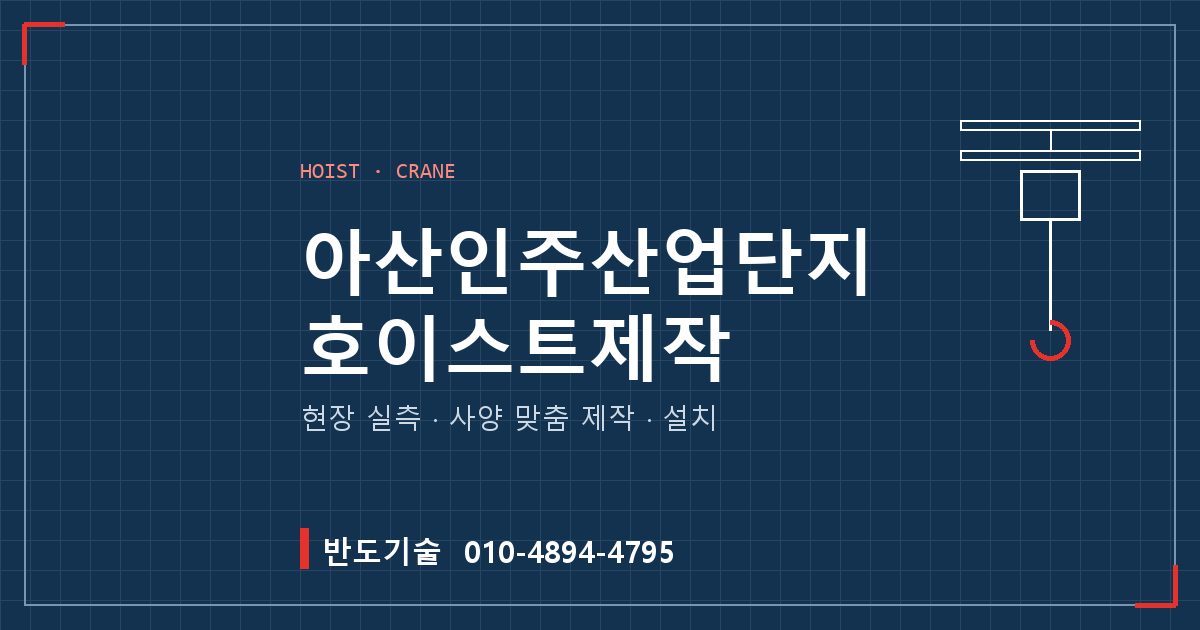 HOIST · CRANE
아산인주산업단지
호이스트제작
현장 실측 · 사양 맞춤 제작 · 설치
반도기술 010-4894-4795